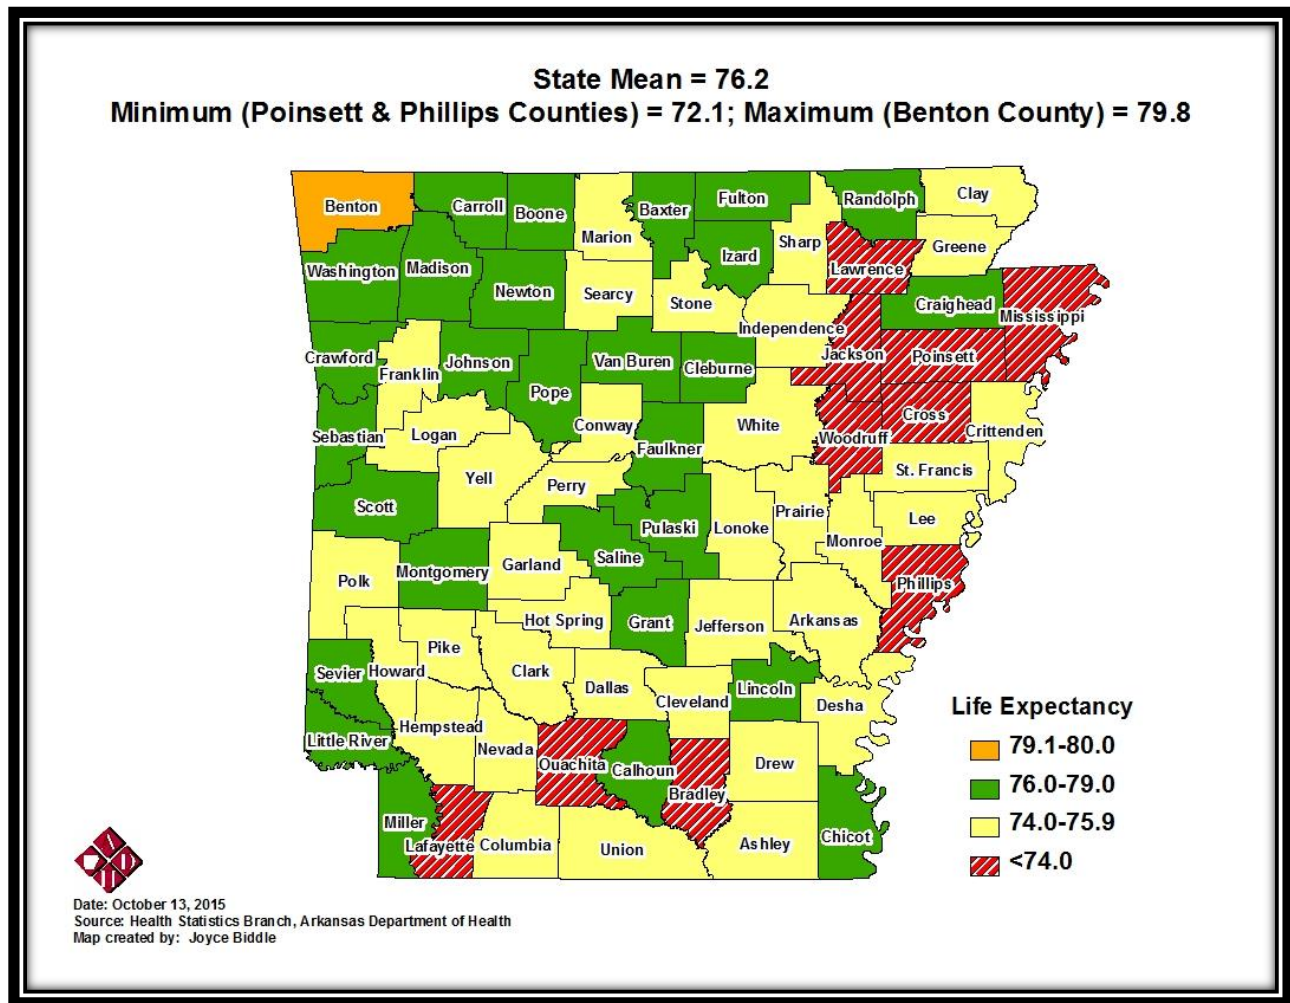 State Mean = 76.2
Minimum (Poinsett & Phillips Counties) = 72.1; Maximum (Benton County) = 79.8
Benton
Carroll
Boone
Marion
Baxter
Fulton
Sharp
Randolph
Clay
Washington
Madison
Newton
Searcy
Stone
Izard
Lawrence
Greene
Independence
Craighead
Mississippi
Crawford
Franklin
Johnson
Pope
Van Buren
Cleburne
Jackson
Poinsett
Sebastian
Logan
Conway
Faulkner
White
Woodruff
Cross
Crittenden
Scott
Yell
Perry
Pulaski
Lonoke
Prairie
St. Francis
Lee
Monroe
Polk
Montgomery
Garland
Saline
Phillips
Hot Spring
Grant
Jefferson
Arkansas
Sevier
Howard
Pike
Clark
Dallas
Cleveland
Lincoln
Desha
Little River
Hempstead
Nevada
Ouachita
Calhoun
Bradley
Drew
Miller
Lafayette
Columbia
Union
Ashley
Chicot
Life Expectancy
79.1-80.0
76.0-79.0
74.0-75.9
<74.0
Date: October 13, 2015
Source: Health Statistics Branch, Arkansas Department of Health
Map created by: Joyce Biddle